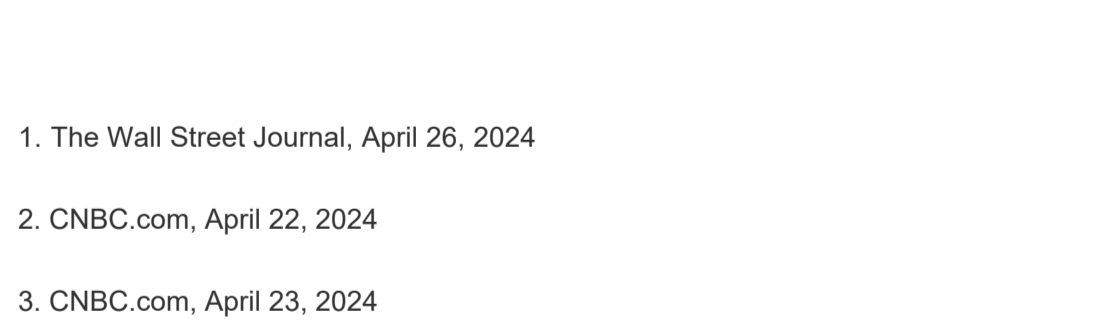 1. The Wall Street Journal, April 26, 2024
2. CNBC.com, April 22, 2024
3. CNBC.com, April 23, 2024